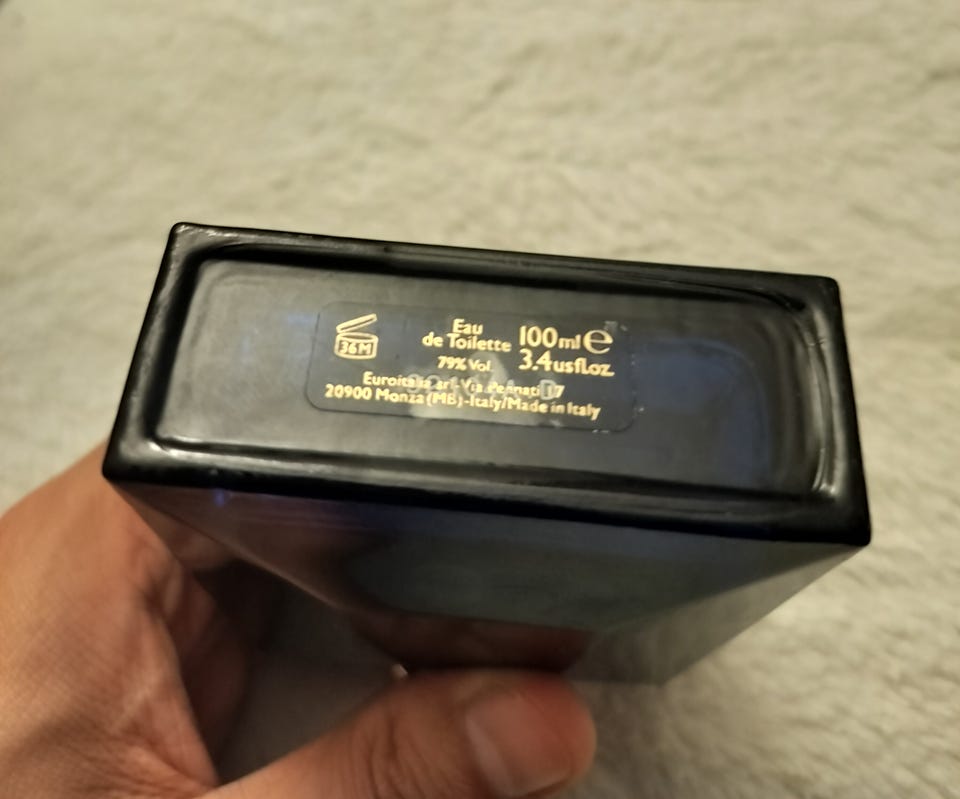 36M
Eau
de Toilette
100ml e
79% Vol.
3.4usfl.oz
Euroitalia srl-Via Pennati 17
20900 Monza (MB)-Italy/Made in Italy